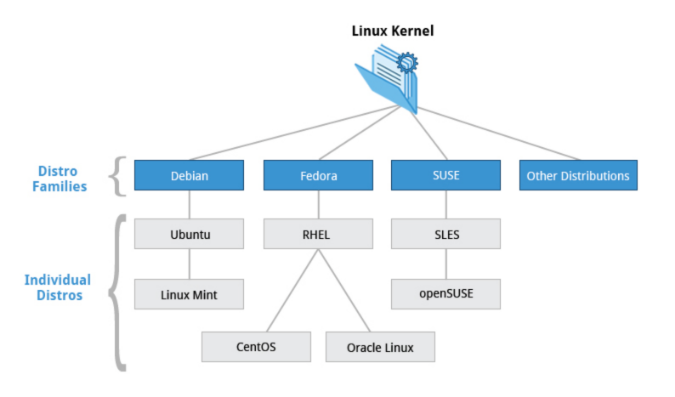 Linux Kernel
Distro
Families
Debian
Fedora
SUSE
Other Distributions
Individual
Distros
Ubuntu
RHEL
SLES
Linux Mint
openSUSE
CentOS
Oracle Linux